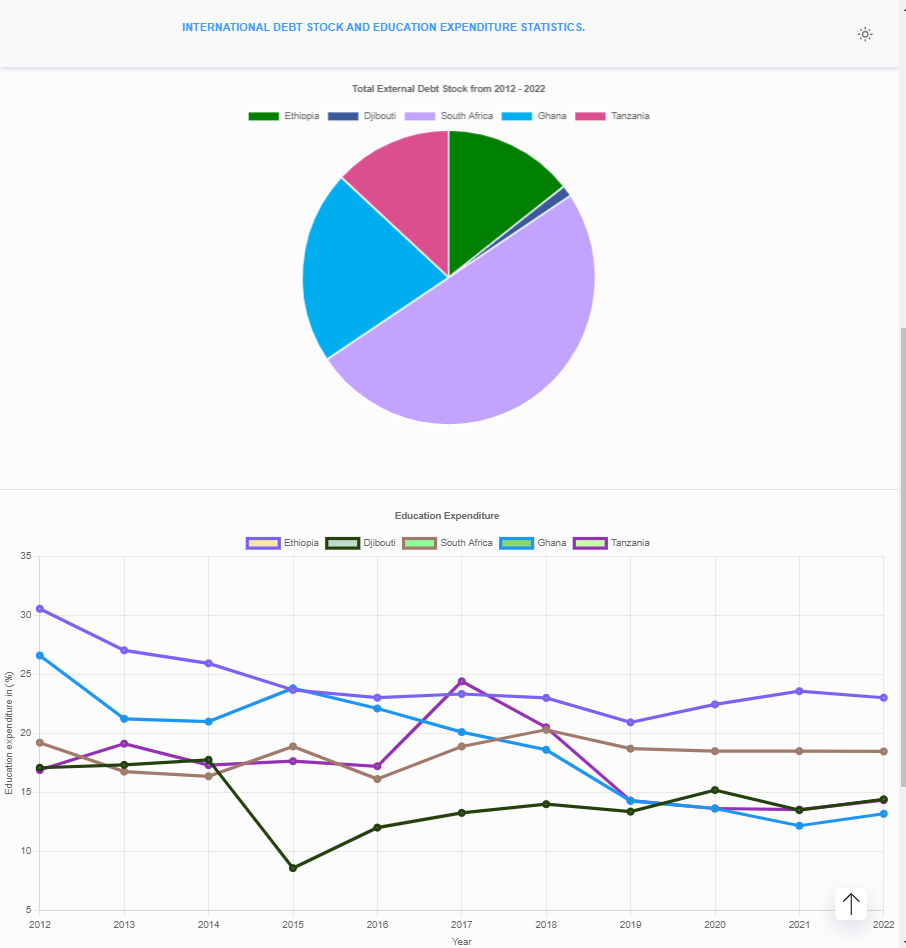 INTERNATIONAL DEBT STOCK AND EDUCATION EXPENDITURE STATISTICS.
Total External Debt Stock from 2012 - 2022
Ethiopia Djibouti South Africa Ghana Tanzania
Education Expenditure
Ethiopia Djibouti South Africa Ghana Tanzania
35
30
25
20
15
10
5
Education expenditure in (%)
2012 2013 2014 2015 2016 2017 2018 2019 2020 2021 2022
Year